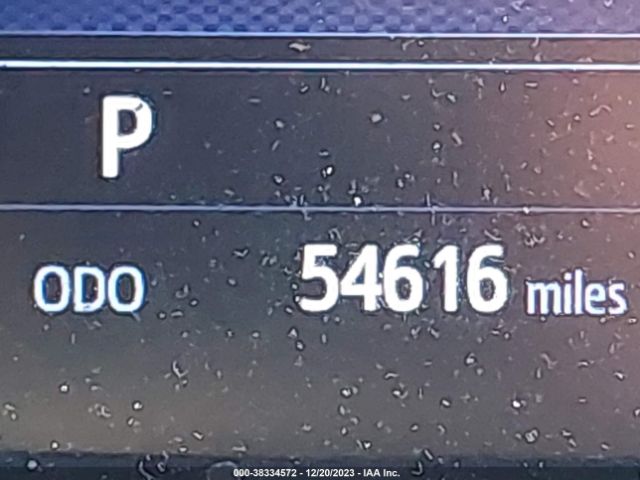 P
ODO 54616 miles
000-38334572 - 12/20/2023 - IAA Inc.